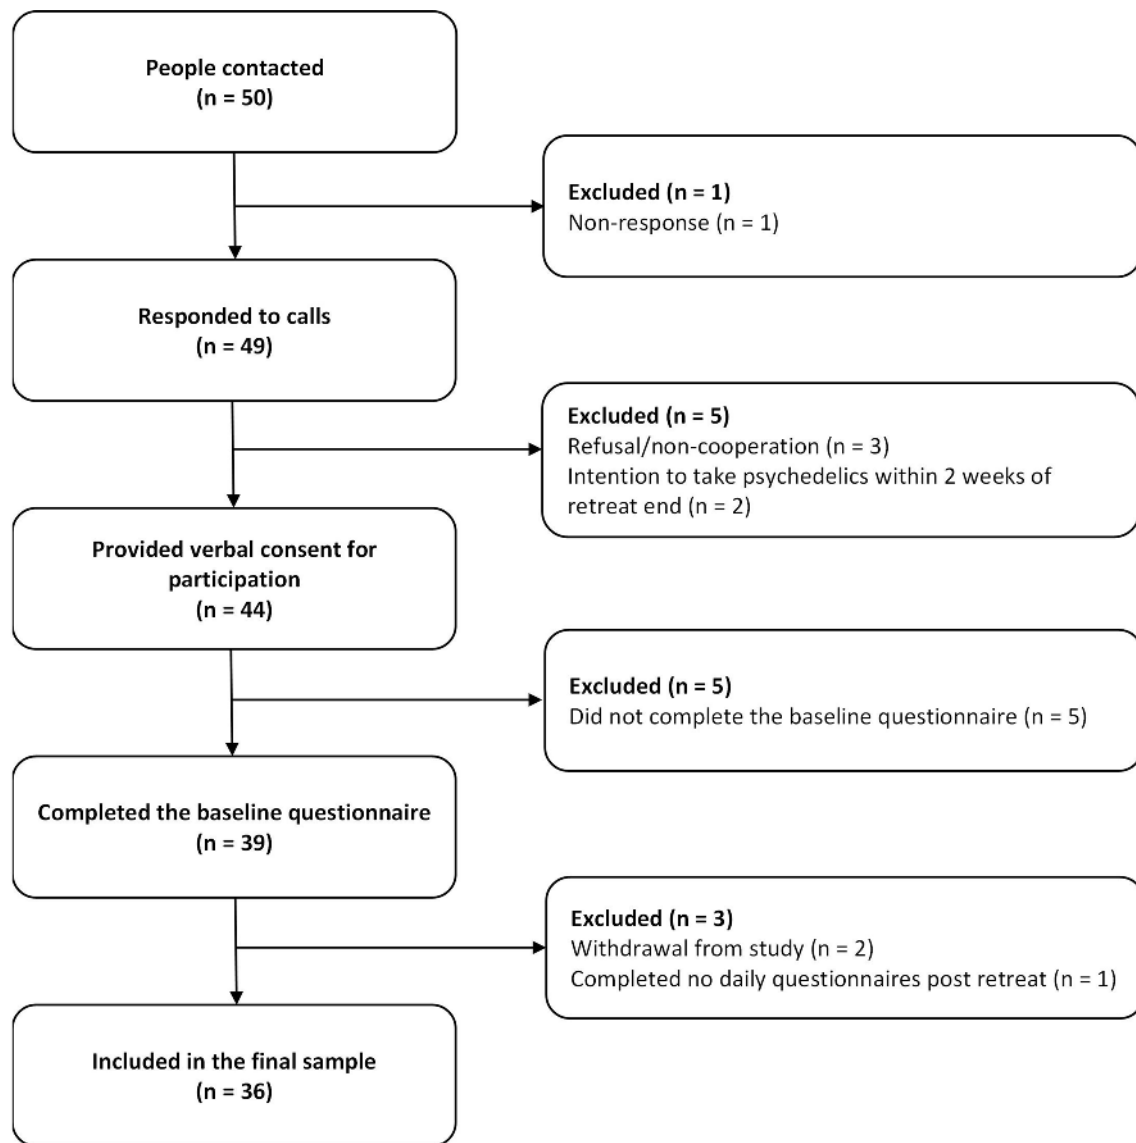 People contacted
(n = 50)
Excluded (n = 1)
Non-response (n = 1)
Responded to calls
(n = 49)
Excluded (n = 5)
Refusal/non-cooperation (n = 3)
Intention to take psychedelics within 2 weeks of
retreat end (n = 2)
Provided verbal consent for
participation
(n = 44)
Excluded (n = 5)
Did not complete the baseline questionnaire (n = 5)
Completed the baseline questionnaire
(n = 39)
Excluded (n = 3)
Withdrawal from study (n = 2)
Completed no daily questionnaires post retreat (n = 1)
Included in the final sample
(n = 36)